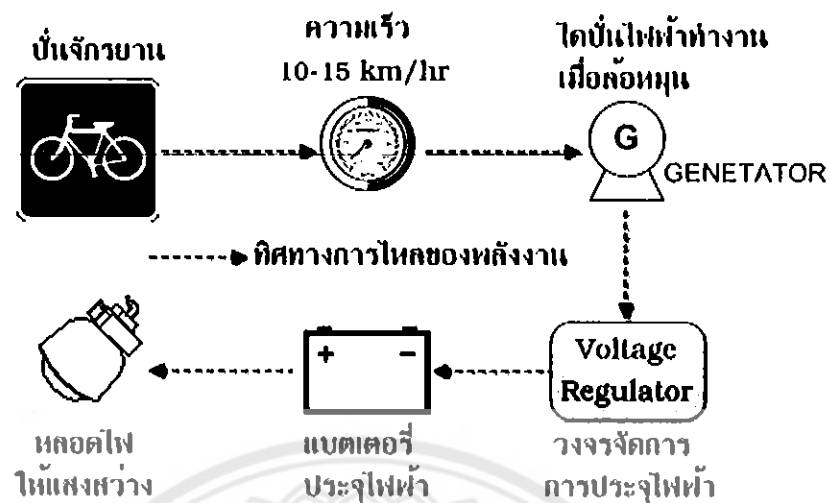 ปั่นจักรยาน
ความเร็ว
10-15 km/hr
ไดปั่นไฟฟ้าทำงาน
เมื่อล้อหมุน
G
GENETATOR
ทิศทางการไหลของพลังงาน
+ −
Voltage
Regulator
หลอดไฟ
ให้แสงสว่าง
แบตเตอรี่
ประจุไฟฟ้า
วงจรจัดการ
การประจุไฟฟ้า